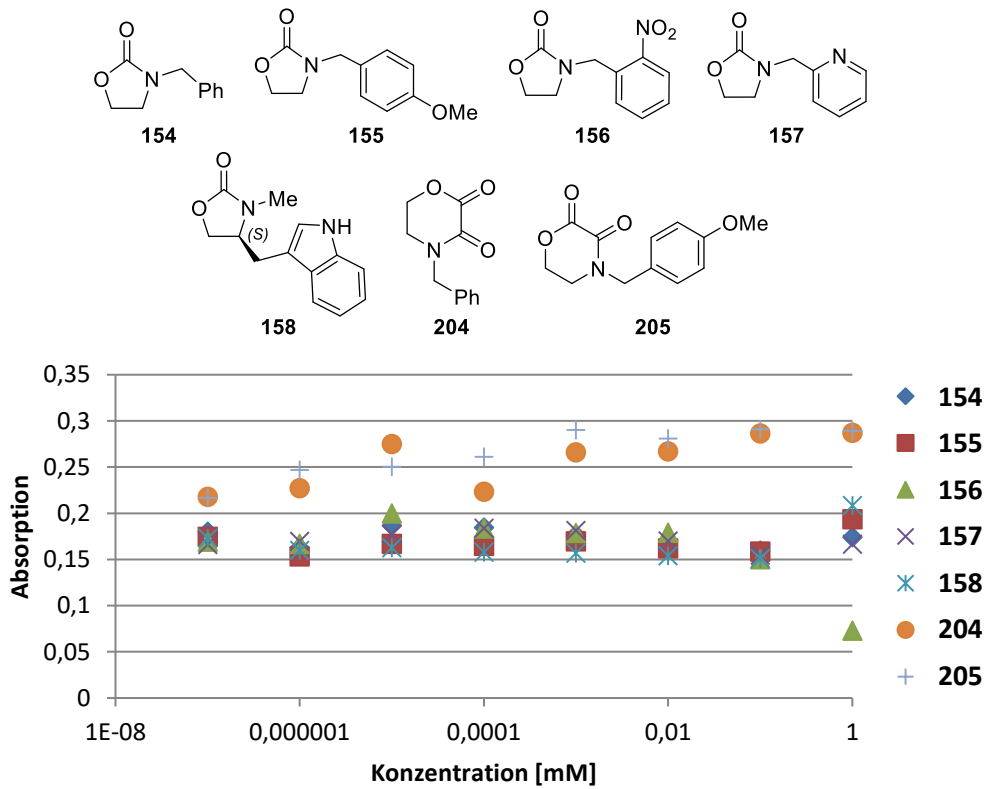 O O N Ph
154
O O N OMe
155
O O N NO₂
156
O O N N
157
O O N Me (S) NH
158
O O O N Ph
204
O O O N OMe
205
0,35
0,3
0,25
0,2
0,15
0,1
0,05
0
Absorption
1E-08 0,000001 0,0001 0,01 1
Konzentration [mM]
154
155
156
157
158
204
205